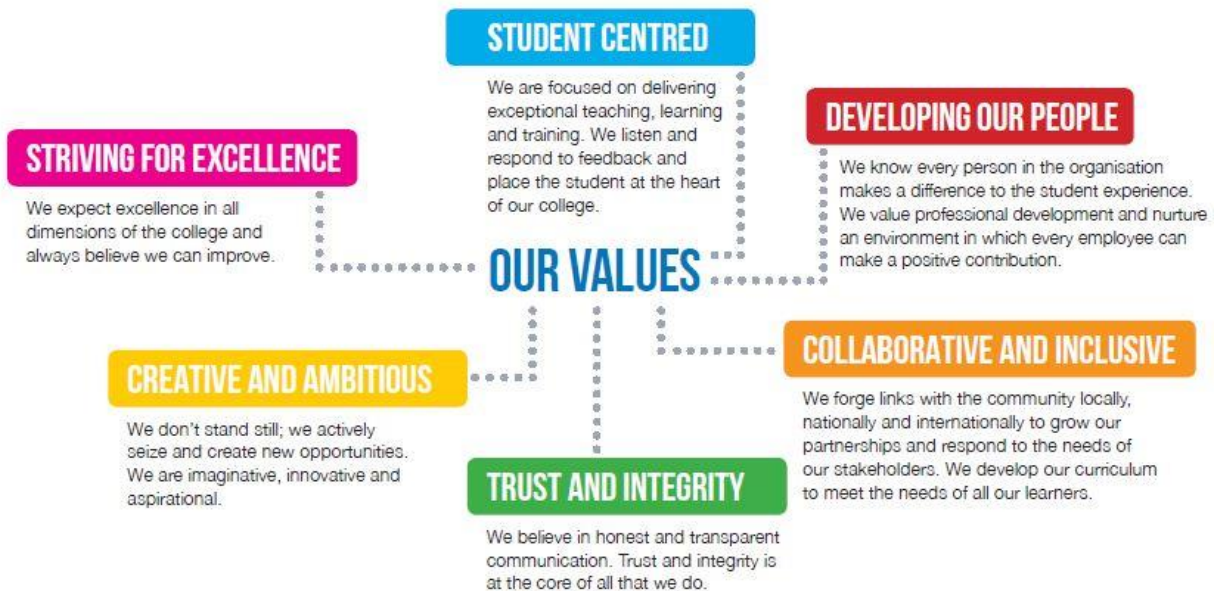 STUDENT CENTRED
We are focused on delivering
exceptional teaching, learning
and training. We listen and
respond to feedback and
place the student at the heart
of our college.
DEVELOPING OUR PEOPLE
We know every person in the organisation
makes a difference to the student experience.
We value professional development and nurture
an environment in which every employee can
make a positive contribution.
STRIVING FOR EXCELLENCE
We expect excellence in all
dimensions of the college and
always believe we can improve.
OUR VALUES
CREATIVE AND AMBITIOUS
We don't stand still; we actively
seize and create new opportunities.
We are imaginative, innovative and
aspirational.
COLLABORATIVE AND INCLUSIVE
We forge links with the community locally,
nationally and internationally to grow our
partnerships and respond to the needs of
our stakeholders. We develop our curriculum
to meet the needs of all our learners.
TRUST AND INTEGRITY
We believe in honest and transparent
communication. Trust and integrity is
at the core of all that we do.